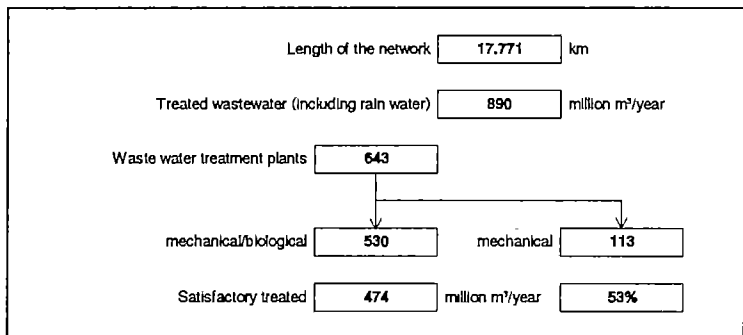 Length of the network 17.771 km
Treated wastewater (including rain water) 890 million m³/year
Waste water treatment plants 643
mechanical/biological 530 mechanical 113
Satisfactory treated 474 million m³/year 53%